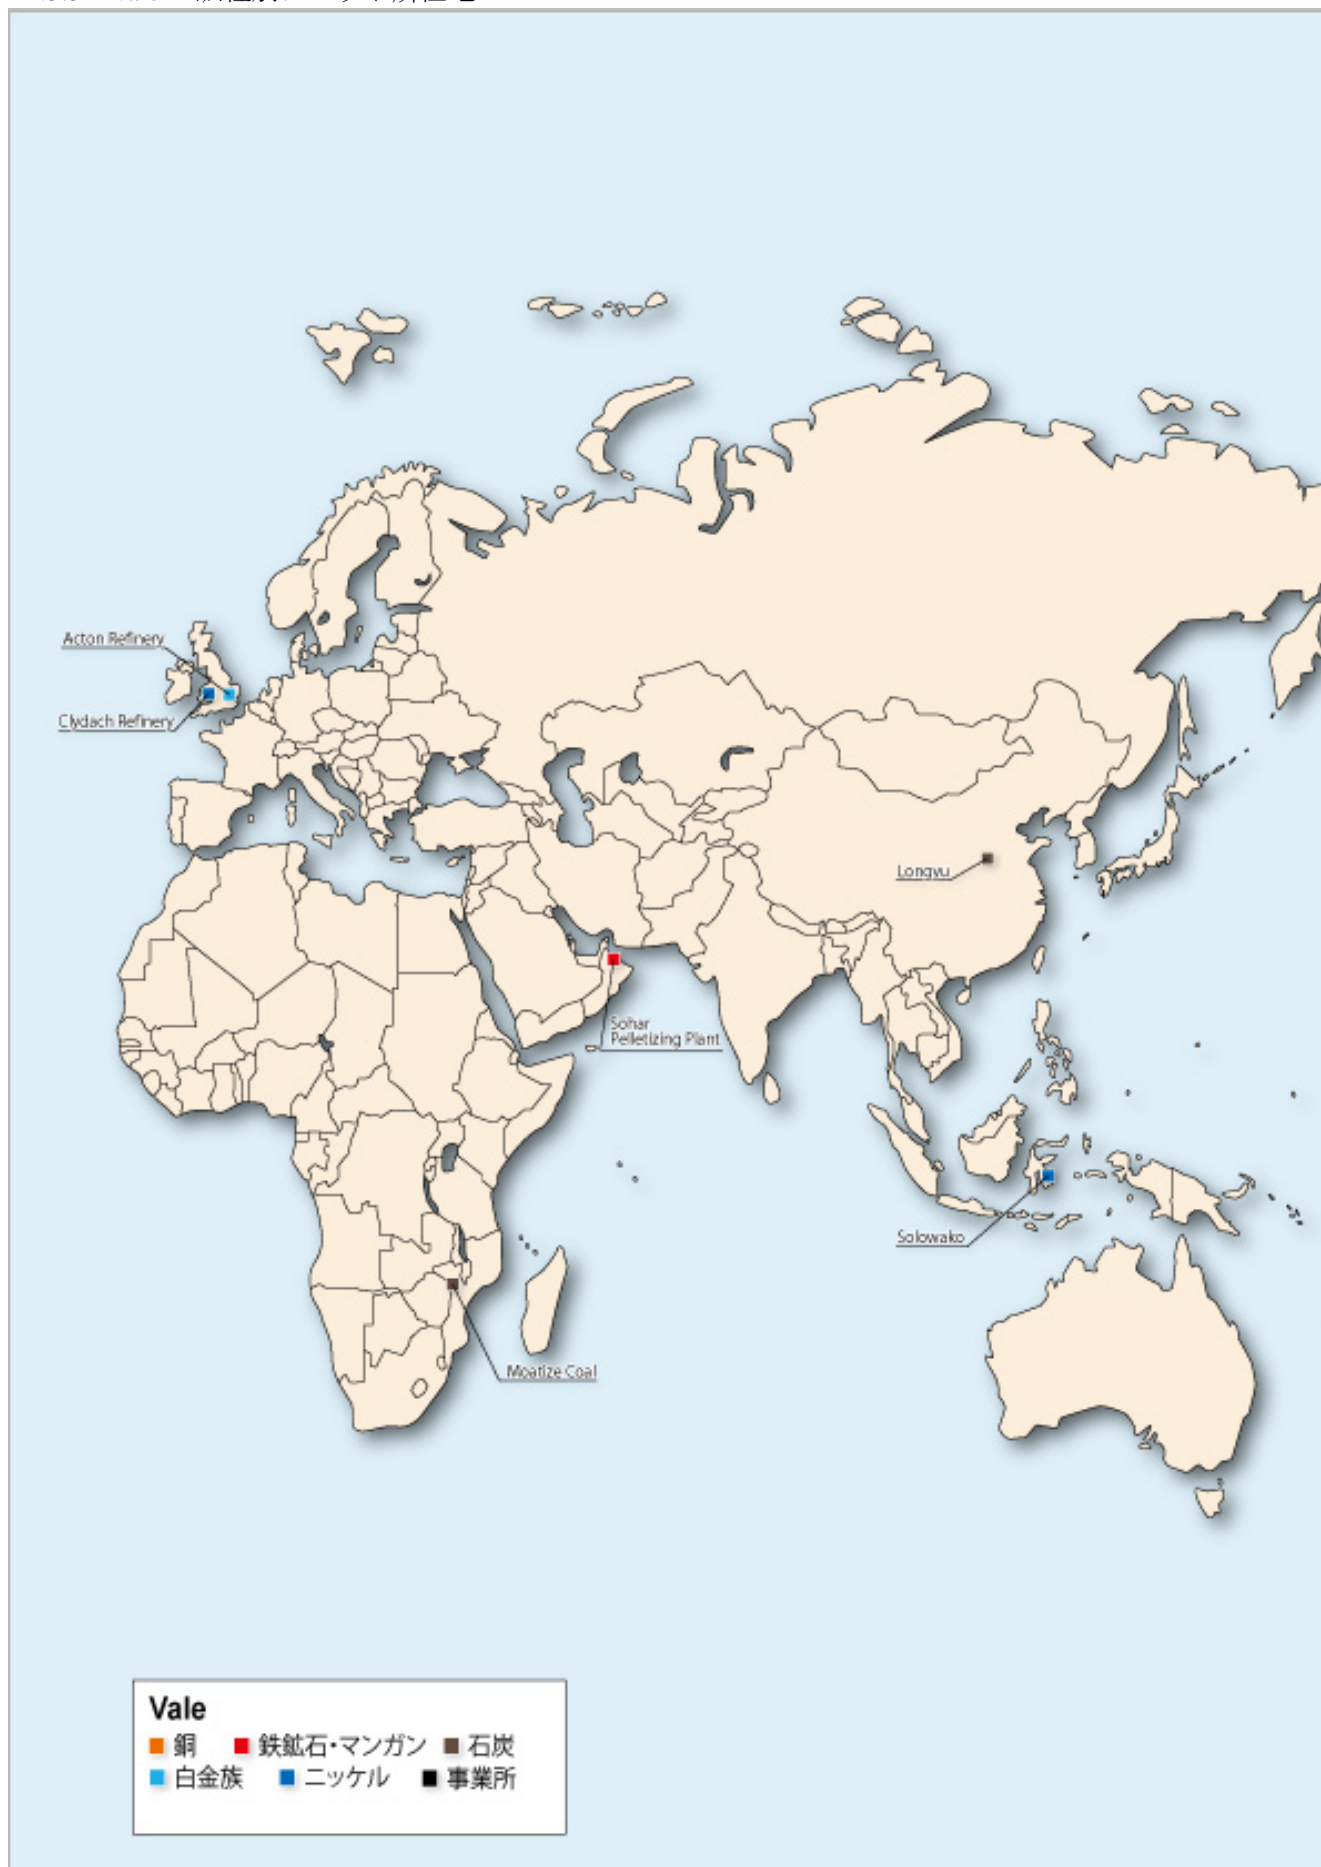 Acton Refinery
Clydach Refinery
Longyu
Sohar
Pelletizing Plant
Solowako
Moatize Coal
Vale
銅 鉄鉱石・マンガン 石炭
白金族 ニッケル 事業所